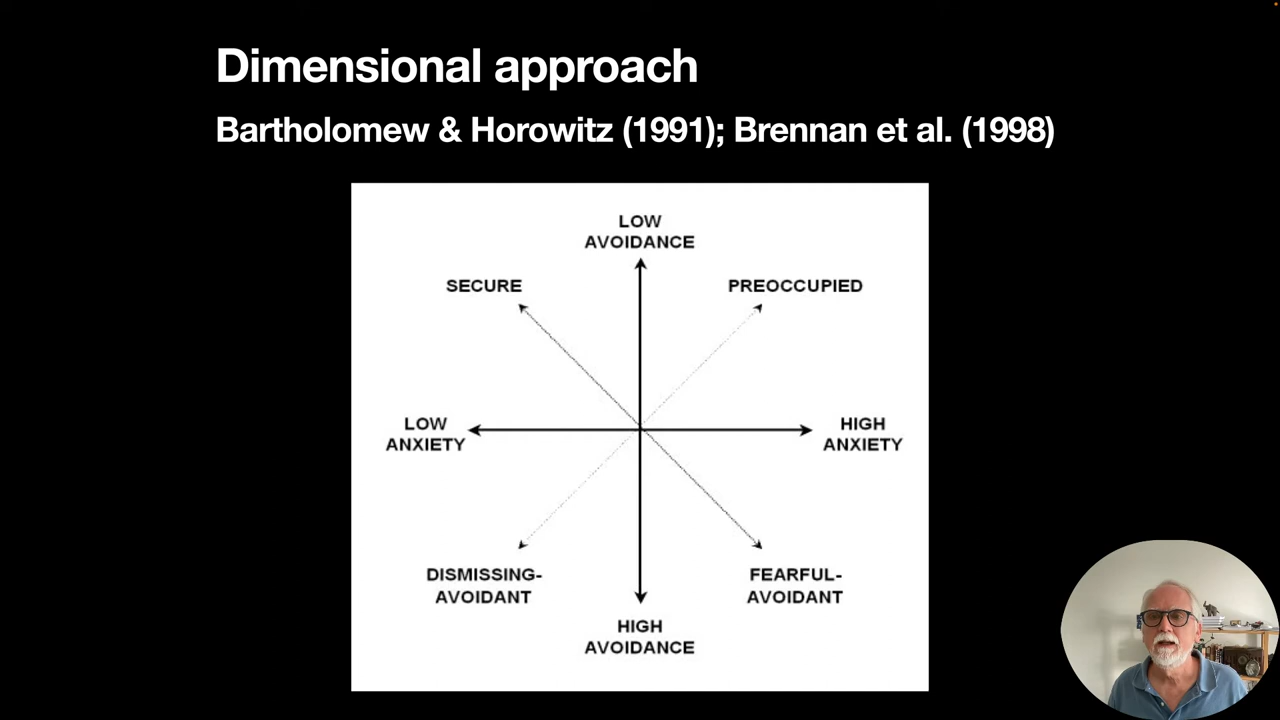 Dimensional approach
Bartholomew & Horowitz (1991); Brennan et al. (1998)
LOW
AVOIDANCE
SECURE
PREOCCUPIED
LOW
ANXIETY
HIGH
ANXIETY
DISMISSING-
AVOIDANT
FEARFUL-
AVOIDANT
HIGH
AVOIDANCE